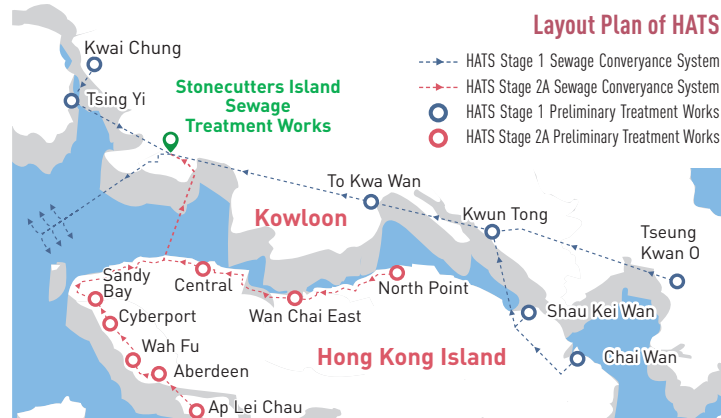 Layout Plan of HATS
HATS Stage 1 Sewage Converyance System
HATS Stage 2A Sewage Converyance System
HATS Stage 1 Preliminary Treatment Works
HATS Stage 2A Preliminary Treatment Works
Kwai Chung
Tsing Yi
Stonecutters Island
Sewage
Treatment Works
To Kwa Wan
Kowloon
Kwun Tong
Tseung
Kwan O
Sandy
Bay
Central
North Point
Cyberport
Wan Chai East
Shau Kei Wan
Wah Fu
Hong Kong Island
Chai Wan
Aberdeen
Ap Lei Chau